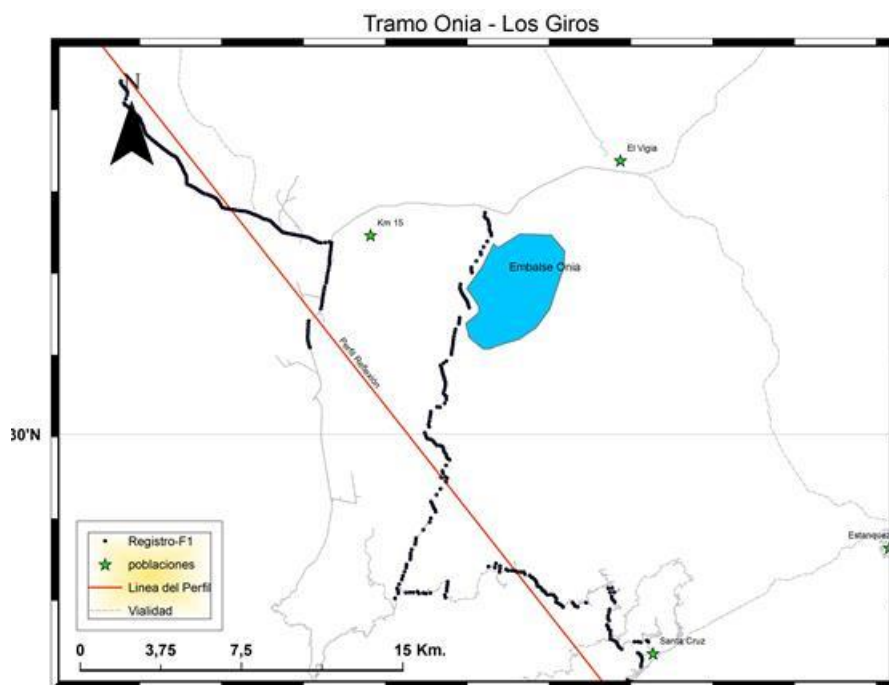 Tramo Onia - Los Giros
N
El Vigia
Km 15
Embalse Onia
Perfil Reflexión
30'N
Estanquez
Registro-F1
poblaciones
Linea del Perfil
Vialidad
Santa Cruz
0 3,75 7,5 15 Km.